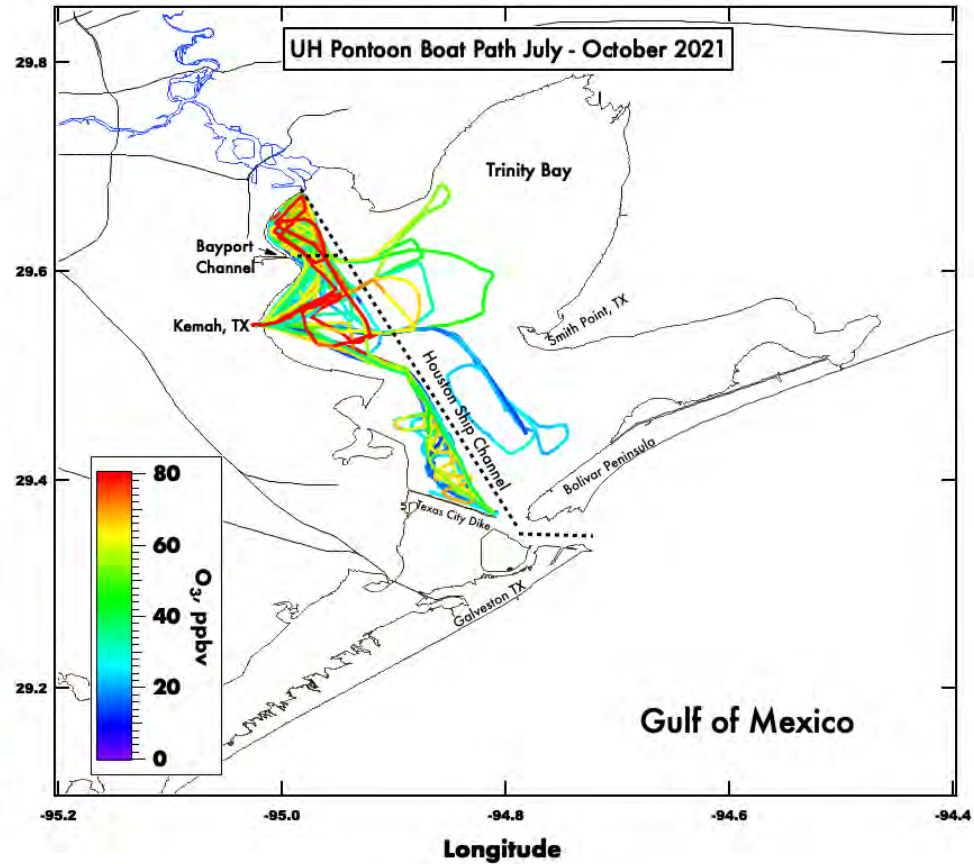 UH Pontoon Boat Path July - October 2021
29.8
29.6
29.4
29.2
Trinity Bay
Bayport
Channel
Kemah, TX
Smith Point, TX
Houston Ship Channel
Bolivar Peninsula
Texas City Dike
Galveston TX
Gulf of Mexico
80
60
40
20
0
O3, ppbv
-95.2
-95.0
-94.8
-94.6
-94.4
Longitude